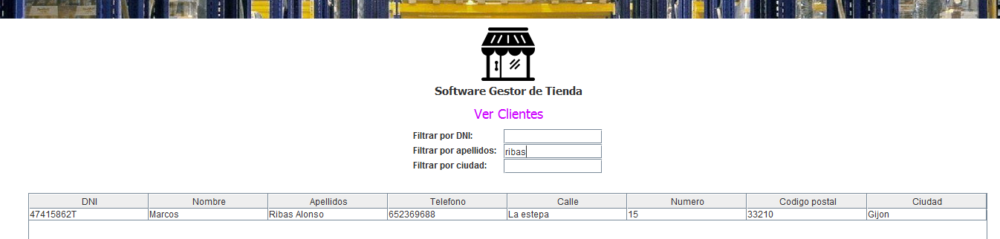 Software Gestor de Tienda
Ver Clientes
Filtrar por DNI:
Filtrar por apellidos: ribas
Filtrar por ciudad:
DNI Nombre Apellidos Telefono Calle Numero Codigo postal Ciudad
47415862T Marcos Ribas Alonso 652369688 La estepa 15 33210 Gijon